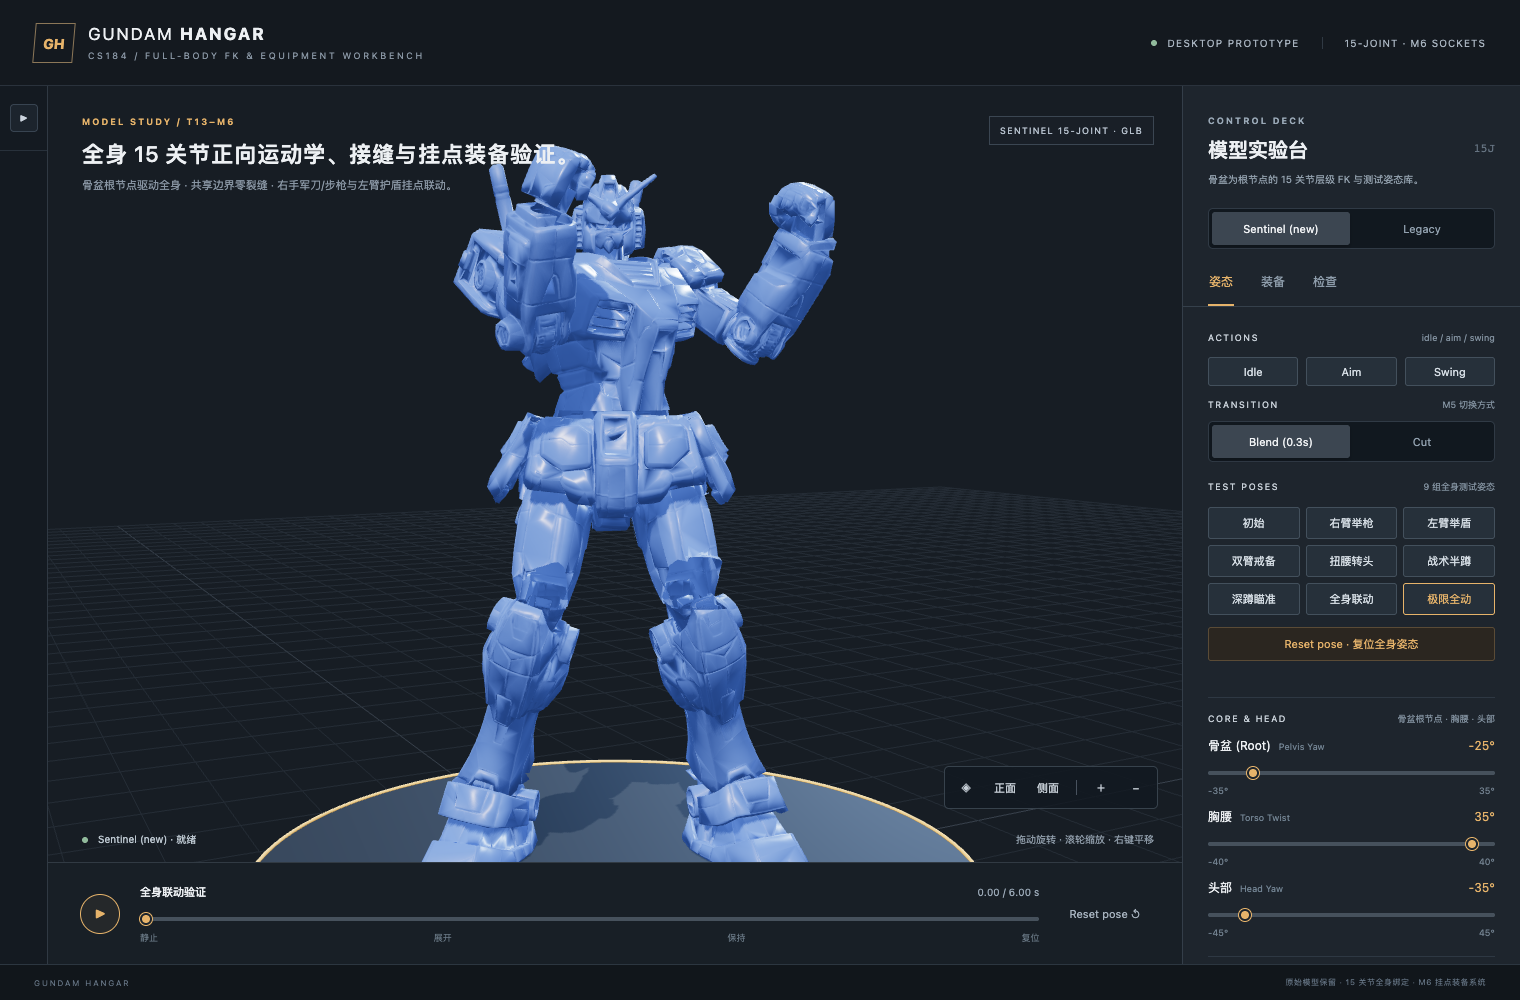 GH
GUNDAM HANGAR
CS184 / FULL-BODY FK & EQUIPMENT WORKBENCH
DESKTOP PROTOTYPE
15-JOINT · M6 SOCKETS
MODEL STUDY / T13–M6
全身 15 关节正向运动学、接缝与挂点装备验证。
骨盆根节点驱动全身 · 共享边界零裂缝 · 右手军刀/步枪与左臂护盾挂点联动。
SENTINEL 15-JOINT · GLB
正面
侧面
+
−
Sentinel (new) · 就绪
拖动旋转 · 滚轮缩放 · 右键平移
全身联动验证
0.00 / 6.00 s
静止
展开
保持
复位
Reset pose
CONTROL DECK
模型实验台
15J
骨盆为根节点的 15 关节层级 FK 与测试姿态库。
Sentinel (new)
Legacy
姿态
装备
检查
ACTIONS
idle / aim / swing
Idle
Aim
Swing
TRANSITION
M5 切换方式
Blend (0.3s)
Cut
TEST POSES
9 组全身测试姿态
初始
右臂举枪
左臂举盾
双臂戒备
扭腰转头
战术半蹲
深蹲瞄准
全身联动
极限全动
Reset pose · 复位全身姿态
CORE & HEAD
骨盆根节点 · 胸腰 · 头部
骨盆 (Root) Pelvis Yaw
-25°
-35°
35°
胸腰 Torso Twist
35°
-40°
40°
头部 Head Yaw
-35°
-45°
45°
GUNDAM HANGAR
原始模型保留 · 15 关节全身绑定 · M6 挂点装备系统